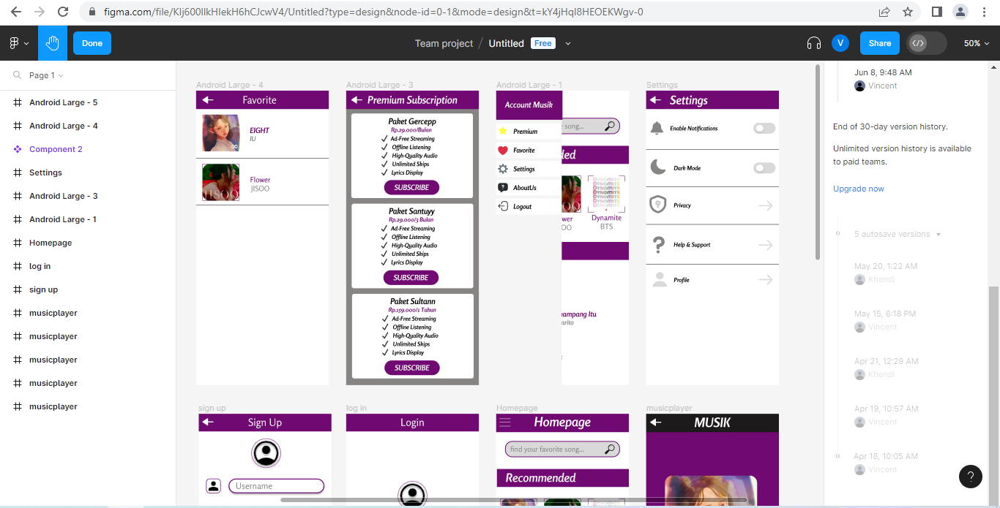 figma.com/file/KIj600IlkHIekH6hCJcwV4/Untitled?type=design&node-id=0-1&mode=design&t=kY4jHqI8HEOEKWgv-0
Done
Team project / Untitled Free
V
Share
50%
Page 1
Android Large - 5
Android Large - 4
Component 2
Settings
Android Large - 3
Android Large - 1
Homepage
log in
sign up
musicplayer
musicplayer
musicplayer
musicplayer
musicplayer
Android Large - 4
Favorite
EIGHT
IU
Flower
JISOO
JISOO
Android Large - 3
Premium Subscription
Paket Gercepp
Rp.29.000/Bulan
Ad-Free Streaming
Offline Listening
High-Quality Audio
Unlimited Skips
Lyrics Display
SUBSCRIBE
Paket Santuyy
Rp.29.000/3 Bulan
Ad-Free Streaming
Offline Listening
High-Quality Audio
Unlimited Skips
Lyrics Display
SUBSCRIBE
Paket Sultann
Rp.159.000/1 Tahun
Ad-Free Streaming
Offline Listening
High-Quality Audio
Unlimited Skips
Lyrics Display
SUBSCRIBE
Android Large - 1
Account Musik
Premium
Favorite
Settings
AboutUs
Logout
song...
ded
DYNAMITE
DYNAMITE
DYNAMITE
DYNAMITE
DYNAMITE
wer
OO
Dynamite
BTS
ampang Itu
arito
Settings
Settings
Enable Notifications
Dark Mode
Privacy
Help & Support
Profile
sign up
Sign Up
Username
log in
Login
Homepage
Homepage
find your favorite song...
Recommended
musicplayer
MUSIK
Jun 8, 9:48 AM
Vincent
End of 30-day version history.
Unlimited version history is available
to paid teams.
Upgrade now
5 autosave versions
May 20, 1:22 AM
Khendi
May 15, 6:18 PM
Vincent
Apr 21, 12:29 AM
Khendi
Apr 19, 10:57 AM
Vincent
Apr 18, 10:05 AM
Vincent
?